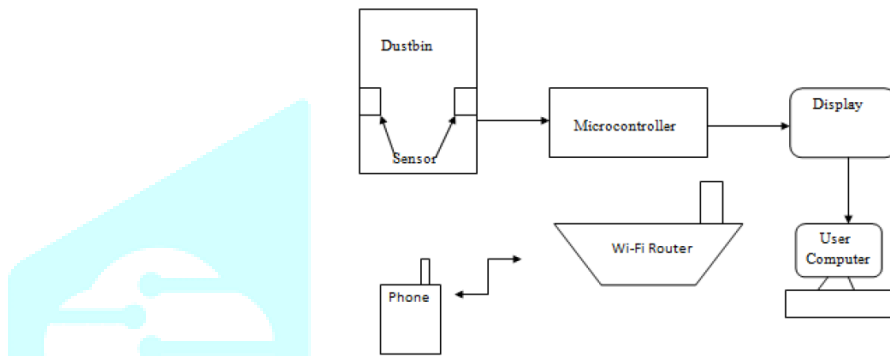 Dustbin
Sensor
Microcontroller
Display
Wi-Fi Router
User
Computer
Phone